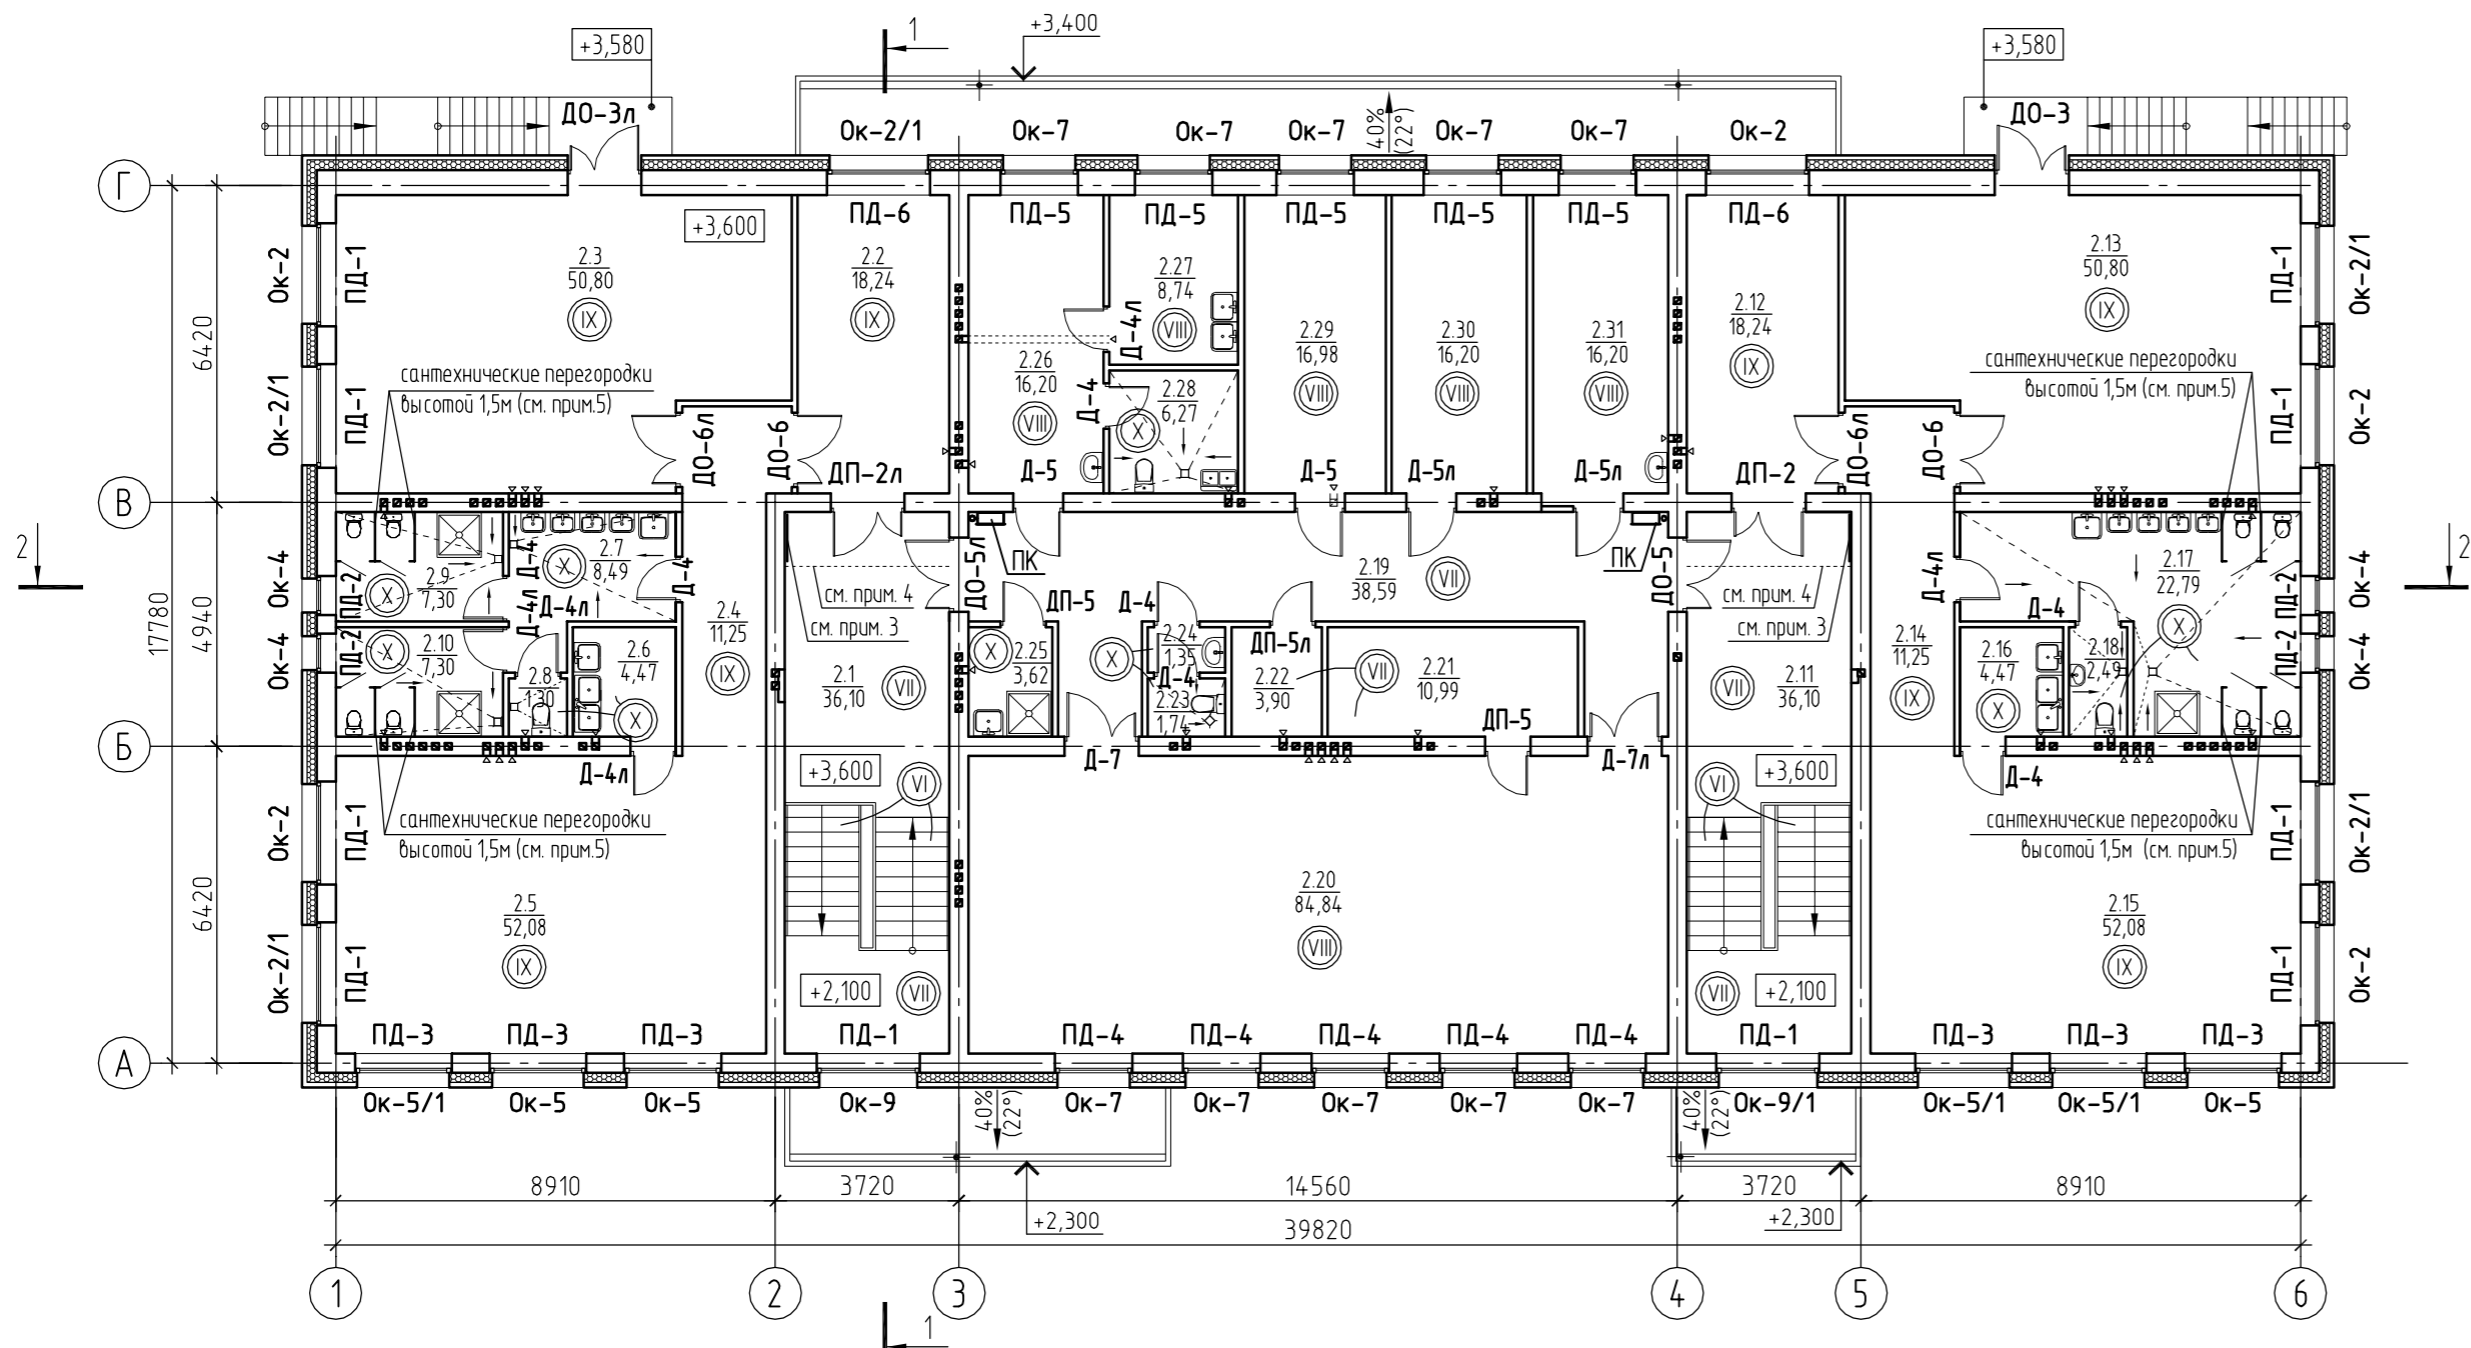 1
+3,400
+3,580
+3,580
ДО-3л
ДО-3
Ок-2/1
Ок-7
Ок-7
Ок-7
40%
(22°)
Ок-7
Ок-7
Ок-2
Г
ПД-6
ПД-5
ПД-5
ПД-5
ПД-5
ПД-5
ПД-6
+3,600
Ок-2
ПД-1
2.3
50,80
IX
2.2
18,24
IX
2.27
8,74
VIII
Д-4л
2.29
16,98
VIII
2.30
16,20
VIII
2.31
16,20
VIII
2.12
18,24
IX
2.13
50,80
IX
ПД-1
Ок-2/1
6420
Ок-2/1
ПД-1
сантехнические перегородки
высотой 1,5м (см. прим.5)
2.26
16,20
VIII
Д-4
2.28
6,27
X
сантехнические перегородки
высотой 1,5м (см. прим.5)
ПД-1
Ок-2
ДО-6л
ДО-6
ДП-2л
Д-5
Д-5
Д-5л
Д-5л
ДП-2
ДО-6л
ДО-6
В
2
2
17780
4940
Ок-4
ПД-2
2.9
7,30
X
Д-4
X
2.7
8,49
Д-4
Д-4л
Д-4л
2.4
11,25
IX
см. прим. 4
см. прим. 3
ДО-5л
ПК
ДП-5
Д-4
2.19
38,59
VII
ПК
ДО-5
см. прим. 4
см. прим. 3
Д-4л
Д-4
2.17
22,79
X
ПД-2
Ок-4
Ок-4
ПД-2
2.10
7,30
X
2.8
1,30
2.6
4,47
X
2.1
36,10
VII
X
2.25
3,62
X
2.24
1,35
Д-4
2.23
1,74
ДП-5л
2.22
3,90
VII
2.21
10,99
ДП-5
VII
2.11
36,10
2.14
11,25
IX
2.16
4,47
X
2.18
2,49
ПД-2
Ок-4
Б
Д-4л
Д-7
Д-7л
Д-4
+3,600
VI
VI
+3,600
Ок-2
ПД-1
сантехнические перегородки
высотой 1,5м (см. прим.5)
сантехнические перегородки
высотой 1,5м (см. прим.5)
ПД-1
Ок-2/1
6420
2.5
52,08
IX
2.20
84,84
VIII
2.15
52,08
IX
Ок-2/1
ПД-1
+2,100
VII
VII
+2,100
ПД-1
Ок-2
ПД-3
ПД-3
ПД-3
ПД-1
ПД-4
ПД-4
ПД-4
ПД-4
ПД-4
ПД-1
ПД-3
ПД-3
ПД-3
А
Ок-5/1
Ок-5
Ок-5
Ок-9
40%
(22°)
Ок-7
Ок-7
Ок-7
Ок-7
Ок-7
40%
(22°)
Ок-9/1
Ок-5/1
Ок-5/1
Ок-5
8910
3720
14560
3720
8910
+2,300
+2,300
39820
1
2
3
4
5
6
1